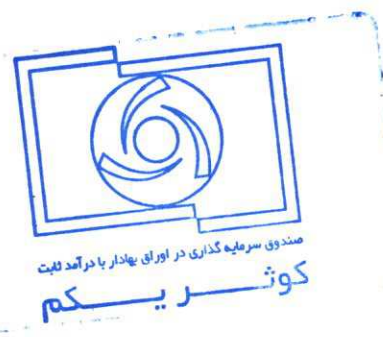 صندوق سرمایه گذاری در اوراق بهادار با درآمد ثابت
کوثر یکم